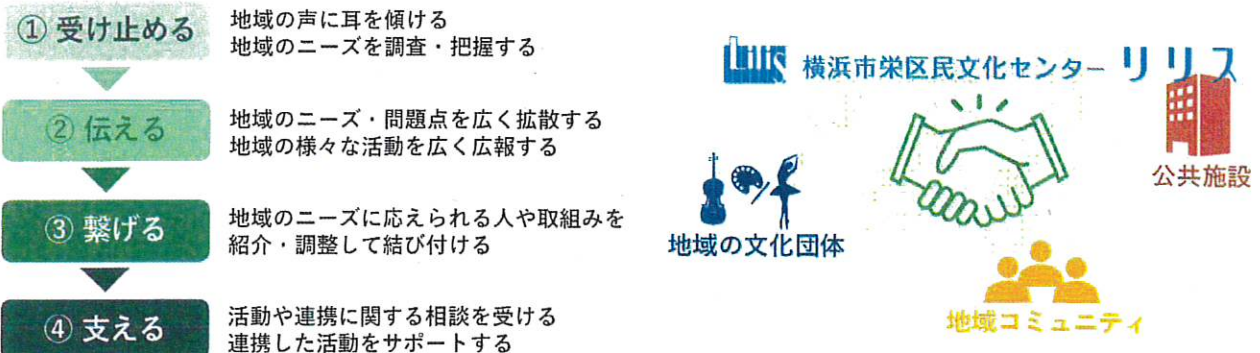 ① 受け止める
地域の声に耳を傾ける
地域のニーズを調査・把握する
② 伝える
地域のニーズ・問題点を広く拡散する
地域の様々な活動を広く広報する
③ 繋げる
地域のニーズに応えられる人や取組みを
紹介・調整して結び付ける
④ 支える
活動や連携に関する相談を受ける
連携した活動をサポートする
横浜市栄区民文化センター リリス
公共施設
地域の文化団体
地域コミュニティ